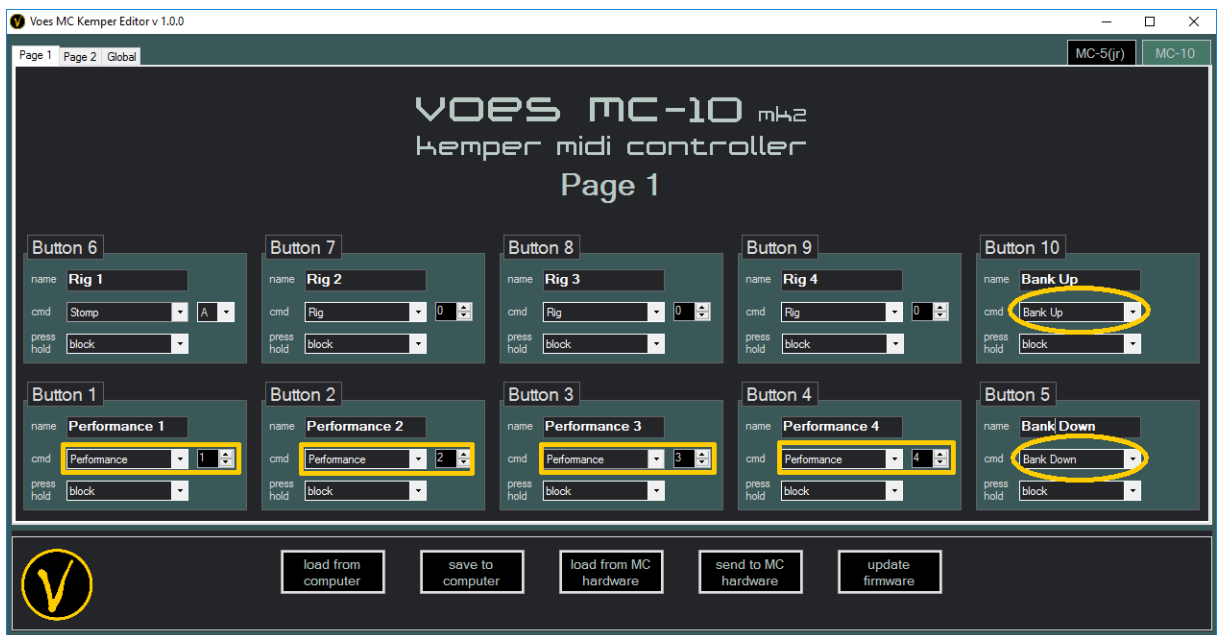 Voes MC Kemper Editor v 1.0.0
Page 1 Page 2 Global MC-5(jr) MC-10
VOES MC-10 mk2
kemper midi controller
Page 1
Button 6 Button 7 Button 8 Button 9 Button 10
name Rig 1 name Rig 2 name Rig 3 name Rig 4 name Bank Up
cmd Stomp A cmd Rig 0 cmd Rig 0 cmd Rig 0 cmd Bank Up
press hold block press hold block press hold block press hold block press hold block
Button 1 Button 2 Button 3 Button 4 Button 5
name Performance 1 name Performance 2 name Performance 3 name Performance 4 name Bank Down
cmd Performance 1 cmd Performance 2 cmd Performance 3 cmd Performance 4 cmd Bank Down
press hold block press hold block press hold block press hold block press hold block
load from computer save to computer load from MC hardware send to MC hardware update firmware